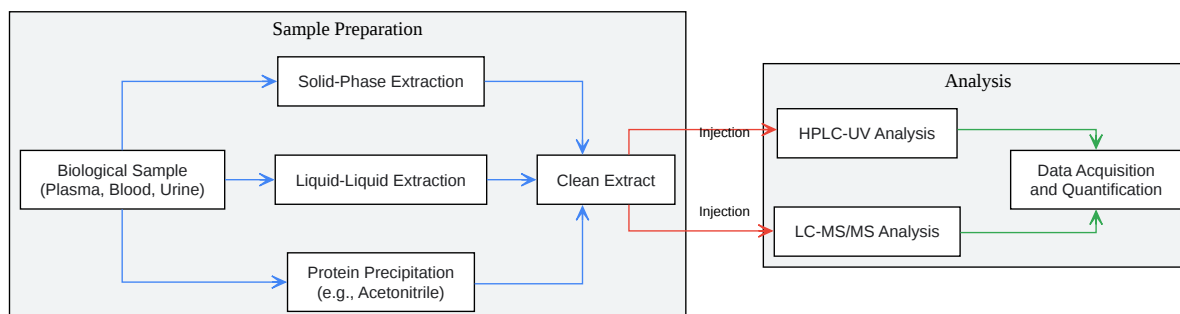 Sample Preparation
Solid-Phase Extraction
Biological Sample
(Plasma, Blood, Urine)
Liquid-Liquid Extraction
Clean Extract
Protein Precipitation
(e.g., Acetonitrile)
Injection
Injection
Analysis
HPLC-UV Analysis
LC-MS/MS Analysis
Data Acquisition
and Quantification